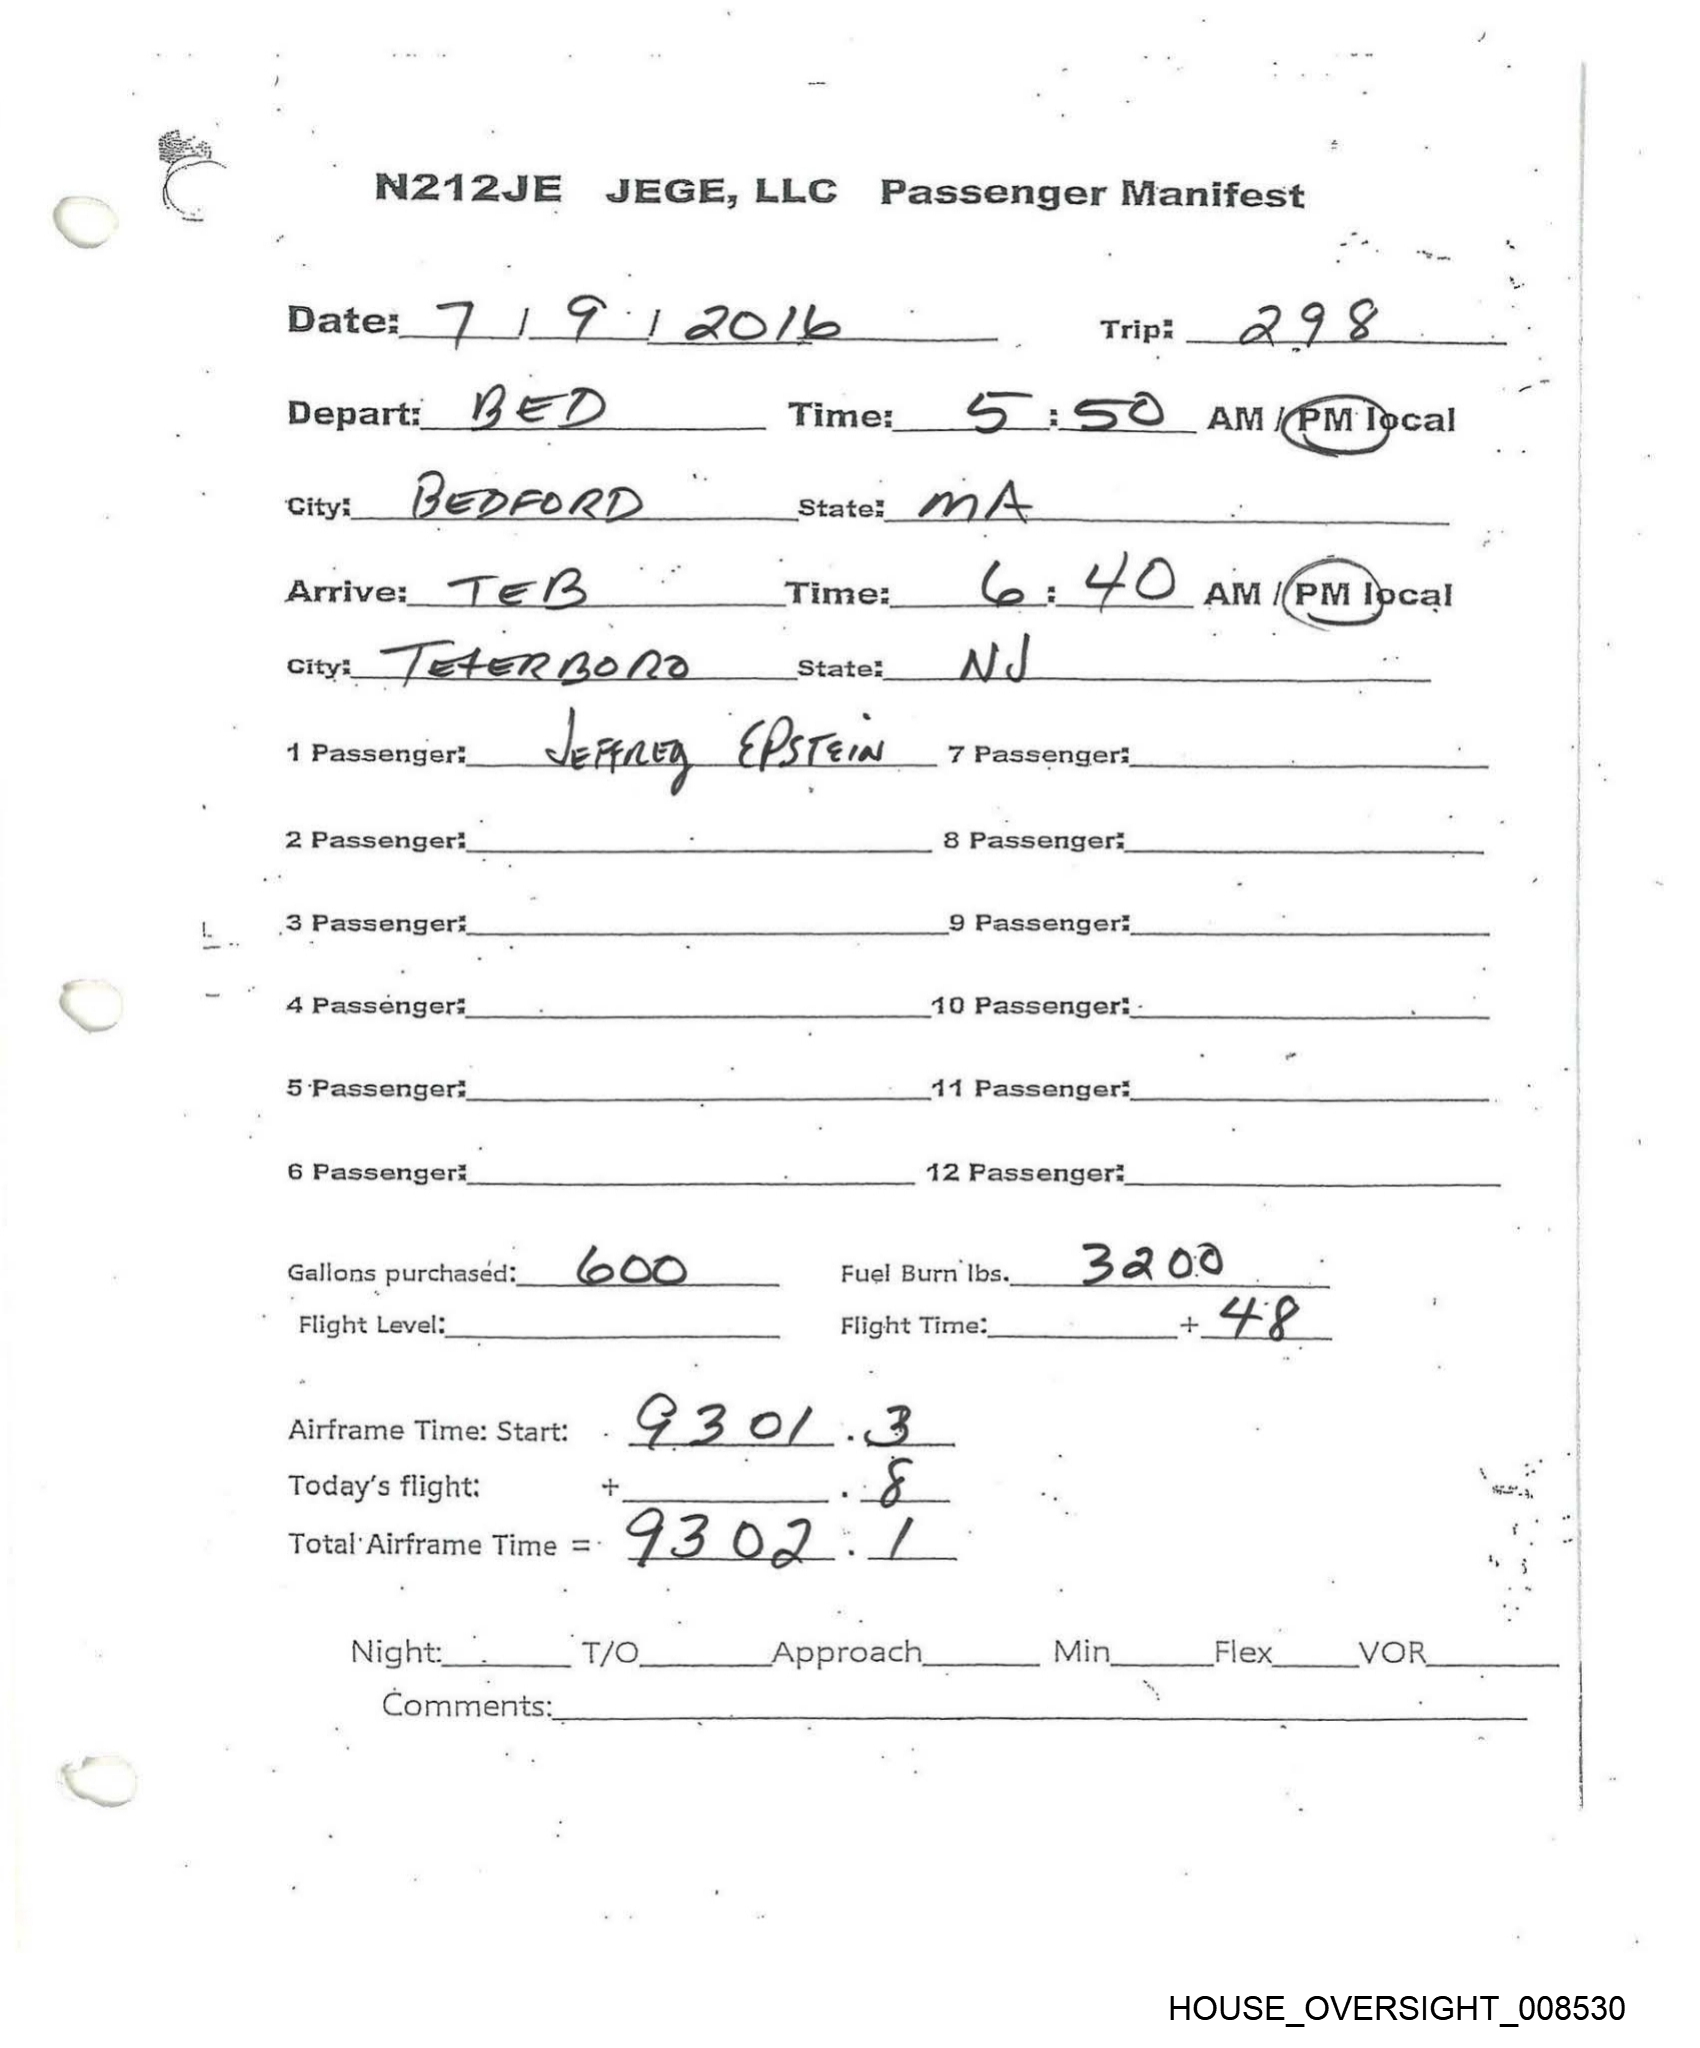 N212JE JEGE, LLC Passenger Manifest
Date: 7 / 9 / 2016 Trip: 298
Depart: BED Time: 5 : 50 AM / PM local
City: BEDFORD State: MA
Arrive: TEB Time: 6 : 40 AM / PM local
City: TETERBORO State: NJ
1 Passenger: JEFFREY EPSTEIN 7 Passenger:
2 Passenger: 8 Passenger:
3 Passenger: 9 Passenger:
4 Passenger: 10 Passenger:
5 Passenger: 11 Passenger:
6 Passenger: 12 Passenger:
Gallons purchased: 600 Fuel Burn lbs. 3200
Flight Level: Flight Time: + 48
Airframe Time: Start: 9301 . 3
Today's flight: + . 8
Total Airframe Time = 9302 . 1
Night: T/O Approach Min Flex VOR
Comments:
HOUSE_OVERSIGHT_008530